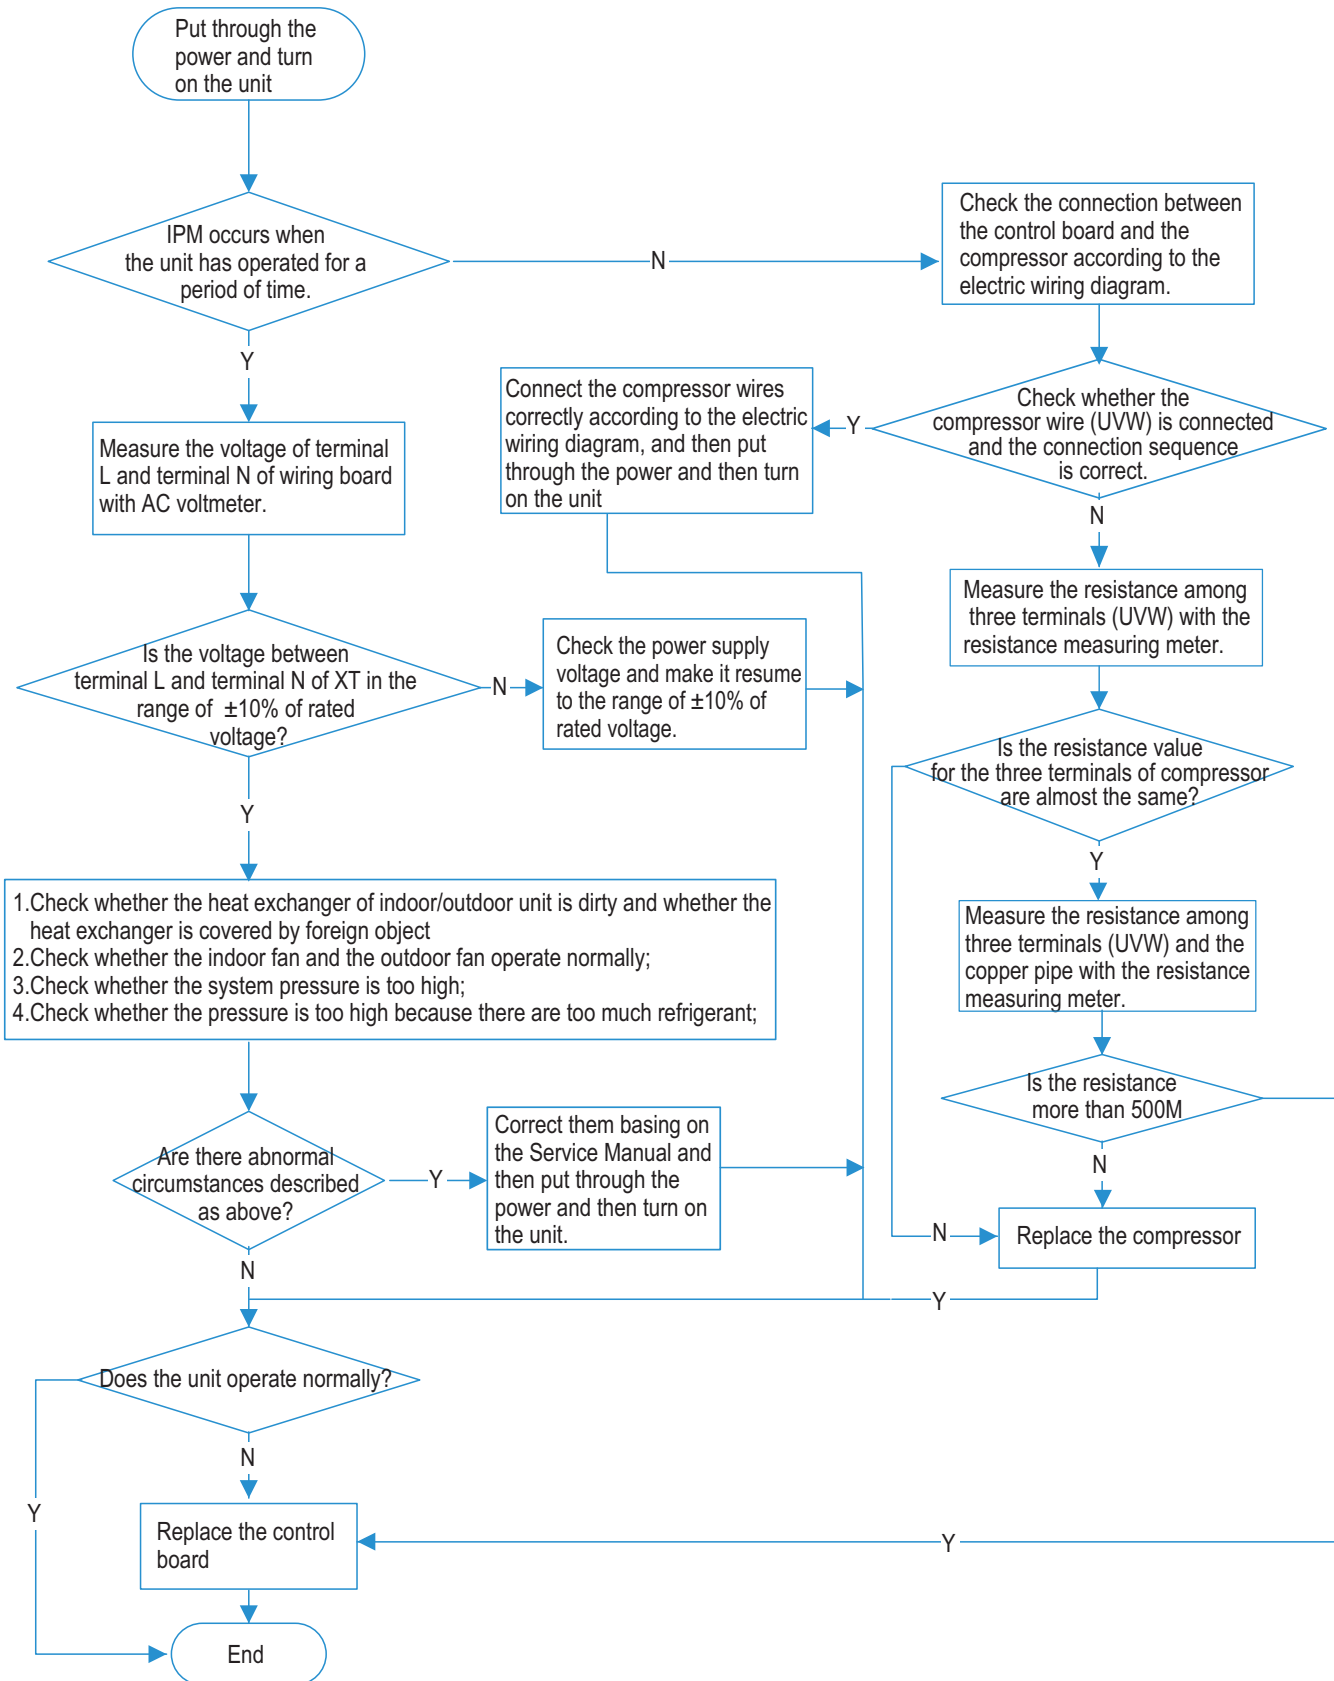 Put through the
power and turn
on the unit
IPM occurs when
the unit has operated for a
period of time.
N
Check the connection between
the control board and the
compressor according to the
electric wiring diagram.
Y
Measure the voltage of terminal
L and terminal N of wiring board
with AC voltmeter.
Connect the compressor wires
correctly according to the electric
wiring diagram, and then put
through the power and then turn
on the unit
Y
Check whether the
compressor wire (UVW) is connected
and the connection sequence
is correct.
N
Measure the resistance among
three terminals (UVW) with the
resistance measuring meter.
Is the voltage between
terminal L and terminal N of XT in the
range of ±10% of rated
voltage?
N
Check the power supply
voltage and make it resume
to the range of ±10% of
rated voltage.
Is the resistance value
for the three terminals of compressor
are almost the same?
Y
Y
1.Check whether the heat exchanger of indoor/outdoor unit is dirty and whether the
heat exchanger is covered by foreign object
2.Check whether the indoor fan and the outdoor fan operate normally;
3.Check whether the system pressure is too high;
4.Check whether the pressure is too high because there are too much refrigerant;
Measure the resistance among
three terminals (UVW) and the
copper pipe with the resistance
measuring meter.
Is the resistance
more than 500M
Are there abnormal
circumstances described
as above?
Y
Correct them basing on
the Service Manual and
then put through the
power and then turn on
the unit.
N
N
Replace the compressor
N
Y
Does the unit operate normally?
N
Y
Replace the control
board
Y
End